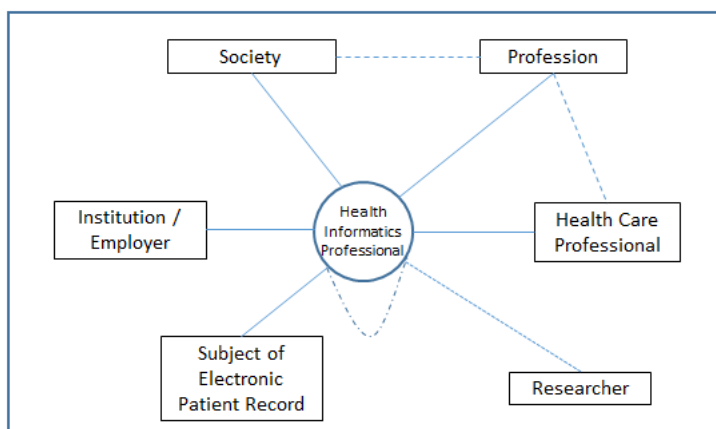 Society
Profession
Health
Informatics
Professional
Institution /
Employer
Health Care
Professional
Subject of
Electronic
Patient Record
Researcher